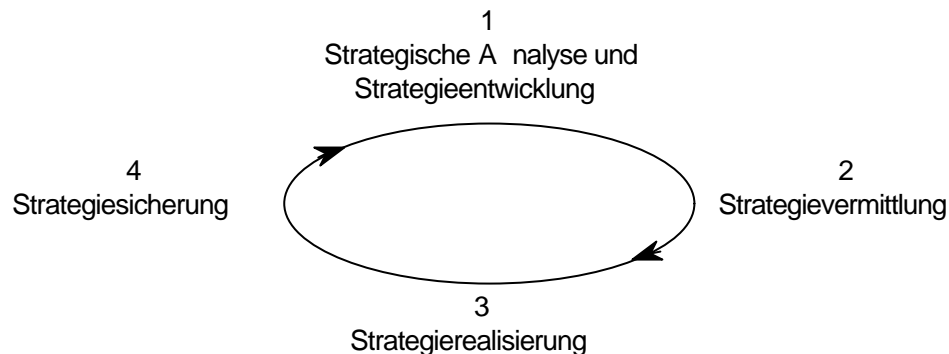 1
Strategische A nalyse und
Strategieentwicklung
4
Strategiesicherung
2
Strategievermittlung
3
Strategierealisierung